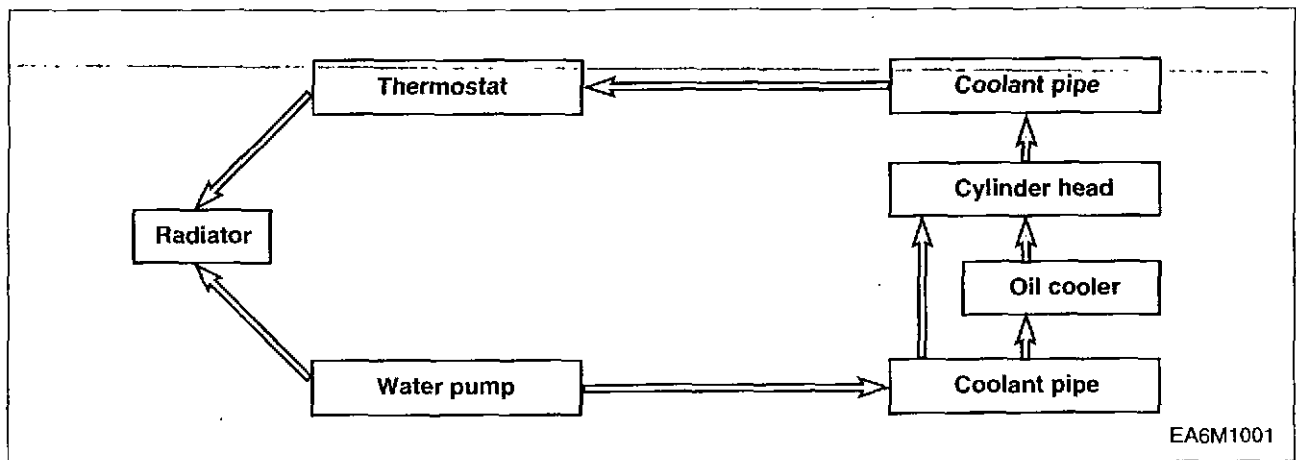 Thermostat
Coolant pipe
Cylinder head
Radiator
Oil cooler
Water pump
Coolant pipe
EA6M1001